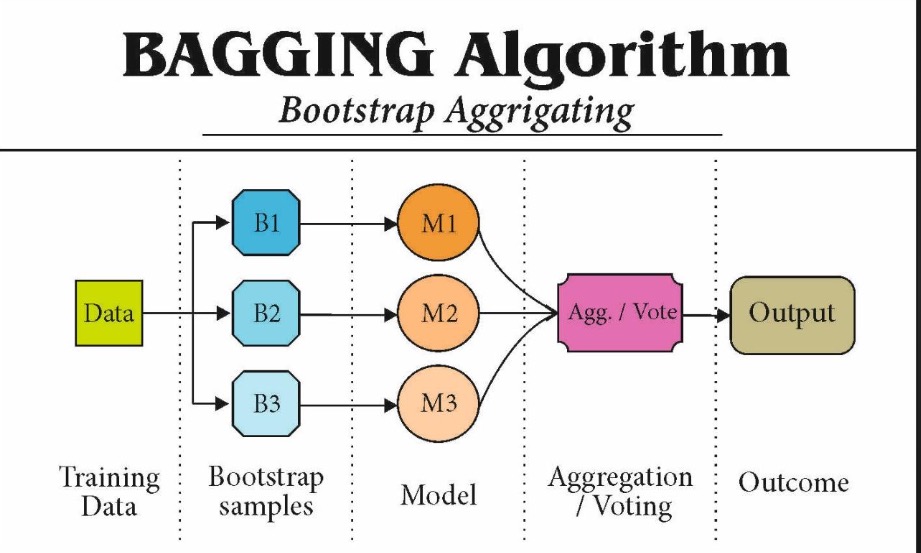 BAGGING Algorithm
Bootstrap Aggrigating
B1
M1
Data
B2
M2
Agg. / Vote
Output
B3
M3
Training
Data
Bootstrap
samples
Model
Aggregation
/ Voting
Outcome